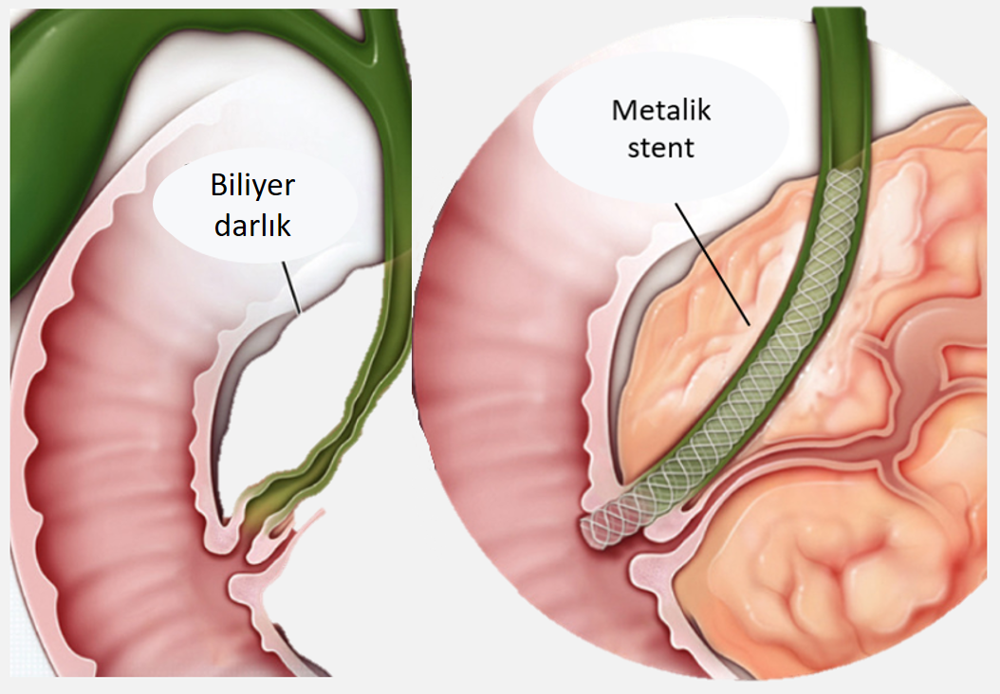 Biliyer
darlık
Metalik
stent